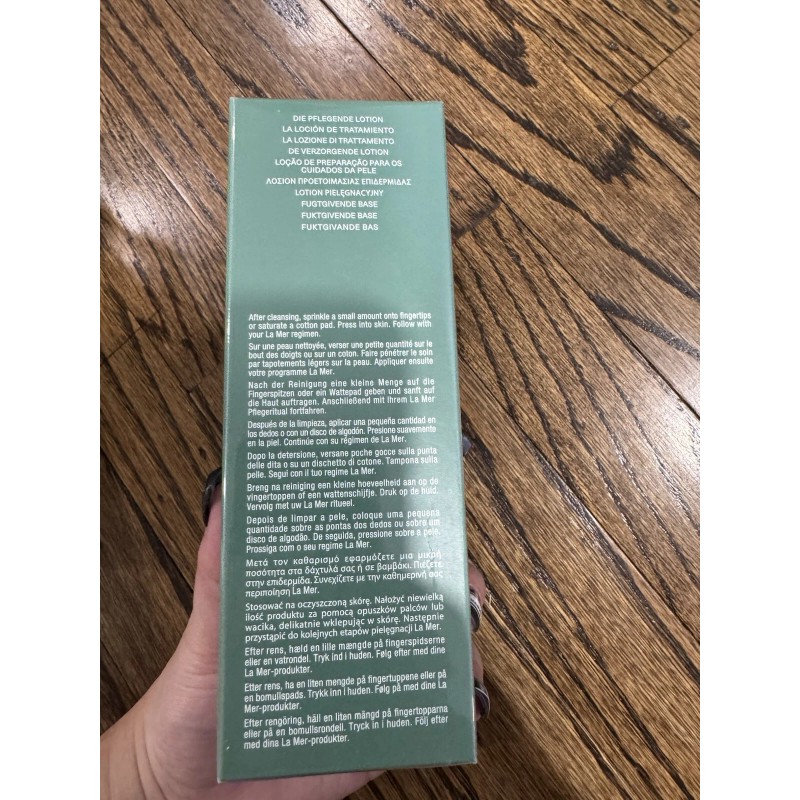 DIE PFLEGENDE LOTION
LA LOCIÓN DE TRATAMIENTO
LA LOZIONE DI TRATTAMENTO
DE VERZORGENDE LOTION
LOÇÃO DE PREPARAÇÃO PARA OS
CUIDADOS DA PELE
ΛΟΣΙΟΝ ΠΡΟΕΤΟΙΜΑΣΙΑΣ ΕΠΙΔΕΡΜΙΔΑΣ
LOTION PIELĘGNACYJNY
FUGTGIVENDE BASE
FUKTGIVENDE BASE
FUKTGIVANDE BAS
After cleansing, sprinkle a small amount onto fingertips
or saturate a cotton pad. Press into skin. Follow with
your La Mer regimen.
Sur une peau nettoyée, verser une petite quantité sur le
bout des doigts ou sur un coton. Faire pénétrer le soin
par tapotements légers sur la peau. Appliquer ensuite
votre programme La Mer.
Nach der Reinigung eine kleine Menge auf die
Fingerspitzen oder ein Wattepad geben und sanft auf
die Haut auftragen. Anschließend mit Ihrem La Mer
Pflegeritual fortfahren.
Después de la limpieza, aplicar una pequeña cantidad en
los dedos o con un disco de algodón. Presione suavemente
en la piel. Continúe con su régimen de La Mer.
Dopo la detersione, versane poche gocce sulla punta
delle dita o su un dischetto di cotone. Tampona sulla
pelle. Segui con il tuo regime La Mer.
Breng na reiniging een kleine hoeveelheid aan op de
vingertoppen of een wattenschijfje. Druk op de huid.
Vervolg met uw La Mer ritueel.
Depois de limpar a pele, coloque uma pequena
quantidade sobre as pontas dos dedos ou sobre um
disco de algodão. De seguida, pressione sobre a pele.
Prossiga com o seu regime La Mer.
Μετά τον καθαρισμό εφαρμόζετε μια μικρή
ποσότητα στα δάχτυλά σας ή σε βαμβάκι. Πιέζετε
στην επιδερμίδα. Συνεχίζετε με την καθημερινή σας
περιποίηση La Mer.
Stosować na oczyszczoną skórę. Nałożyć niewielką
ilość produktu za pomocą opuszków palców lub
wacika, delikatnie wklepując w skórę. Następnie
przystąpić do kolejnych etapów pielęgnacji La Mer.
Efter rens, hæld en lille mængde på fingerspidserne
eller en vatrondel. Tryk ind i huden. Følg efter med dine
La Mer-produkter.
Etter rens, ha en liten mengde på fingertuppene eller på
en bomullspads. Trykk inn i huden. Følg på med dine La
Mer-produkter.
Efter rengöring, häll en liten mängd på fingertopparna
eller på en bomullsrondell. Tryck in i huden. Följ efter
med dina La Mer-produkter.